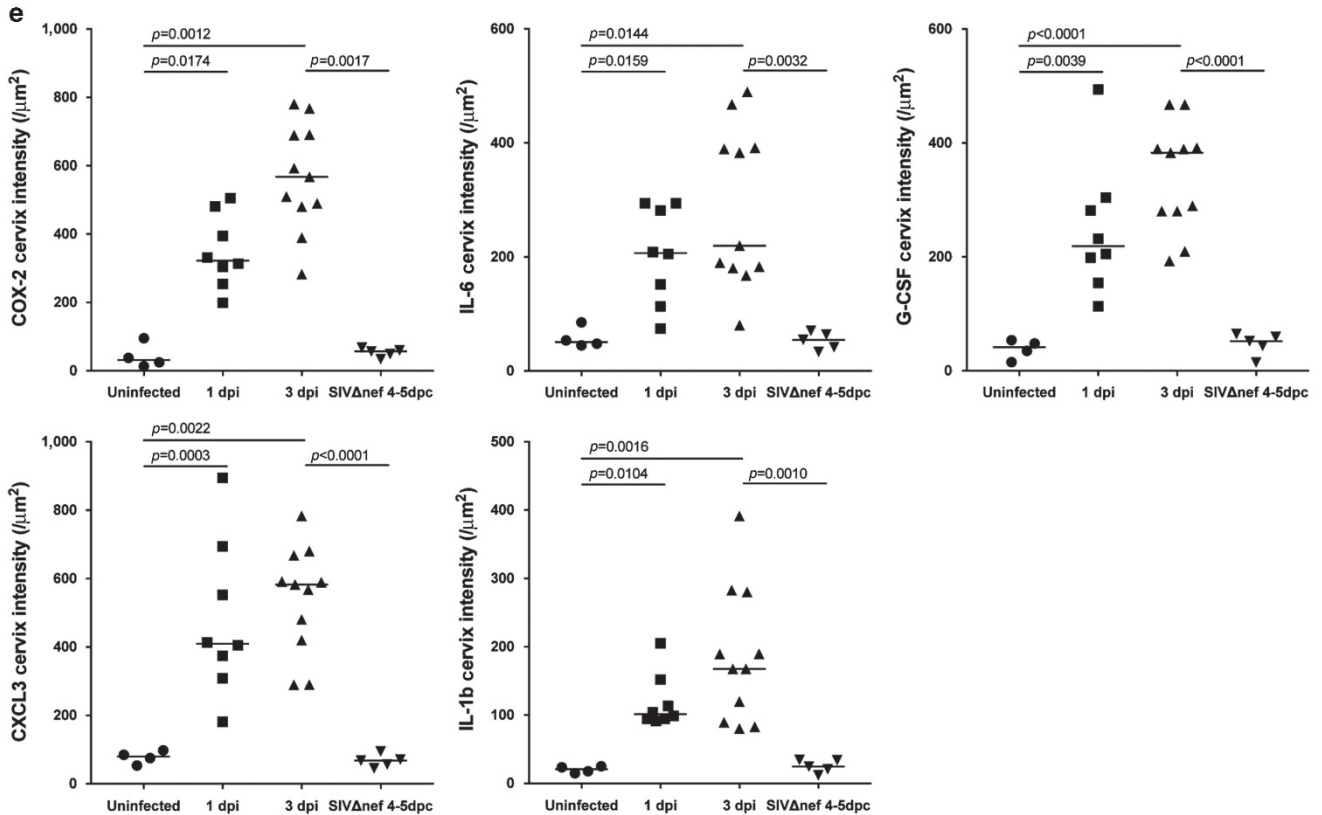 e
COX-2 cervix intensity (/μm²)
1,000
800
600
400
200
0
p=0.0012
p=0.0174
p=0.0017
Uninfected 1 dpi 3 dpi SIVΔnef 4-5dpc
IL-6 cervix intensity (/μm²)
600
400
200
0
p=0.0144
p=0.0159
p=0.0032
Uninfected 1 dpi 3 dpi SIVΔnef 4-5dpc
G-CSF cervix intensity (/μm²)
600
400
200
0
p<0.0001
p=0.0039
p<0.0001
Uninfected 1 dpi 3 dpi SIVΔnef 4-5dpc
CXCL3 cervix intensity (/μm²)
1,000
800
600
400
200
0
p=0.0022
p=0.0003
p<0.0001
Uninfected 1 dpi 3 dpi SIVΔnef 4-5dpc
IL-1b cervix intensity (/μm²)
500
400
300
200
100
0
p=0.0016
p=0.0104
p=0.0010
Uninfected 1 dpi 3 dpi SIVΔnef 4-5dpc